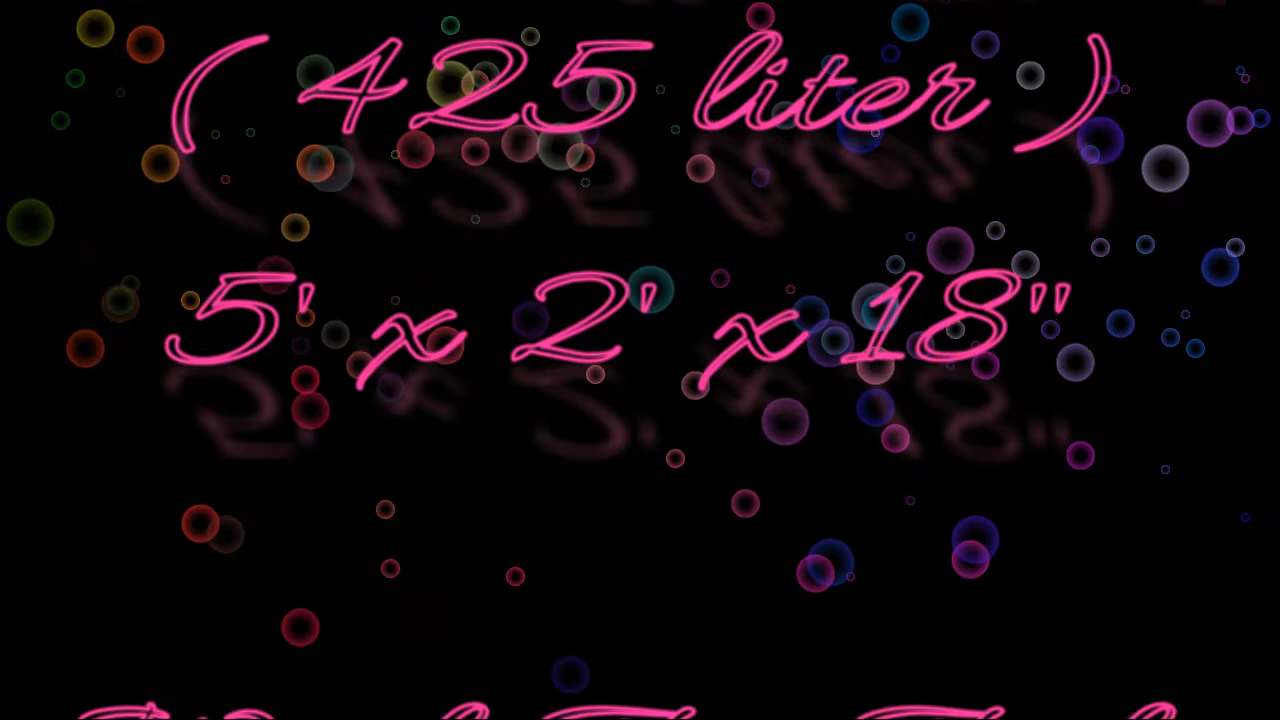 ( 425 liter )
5' x 2' x 18"